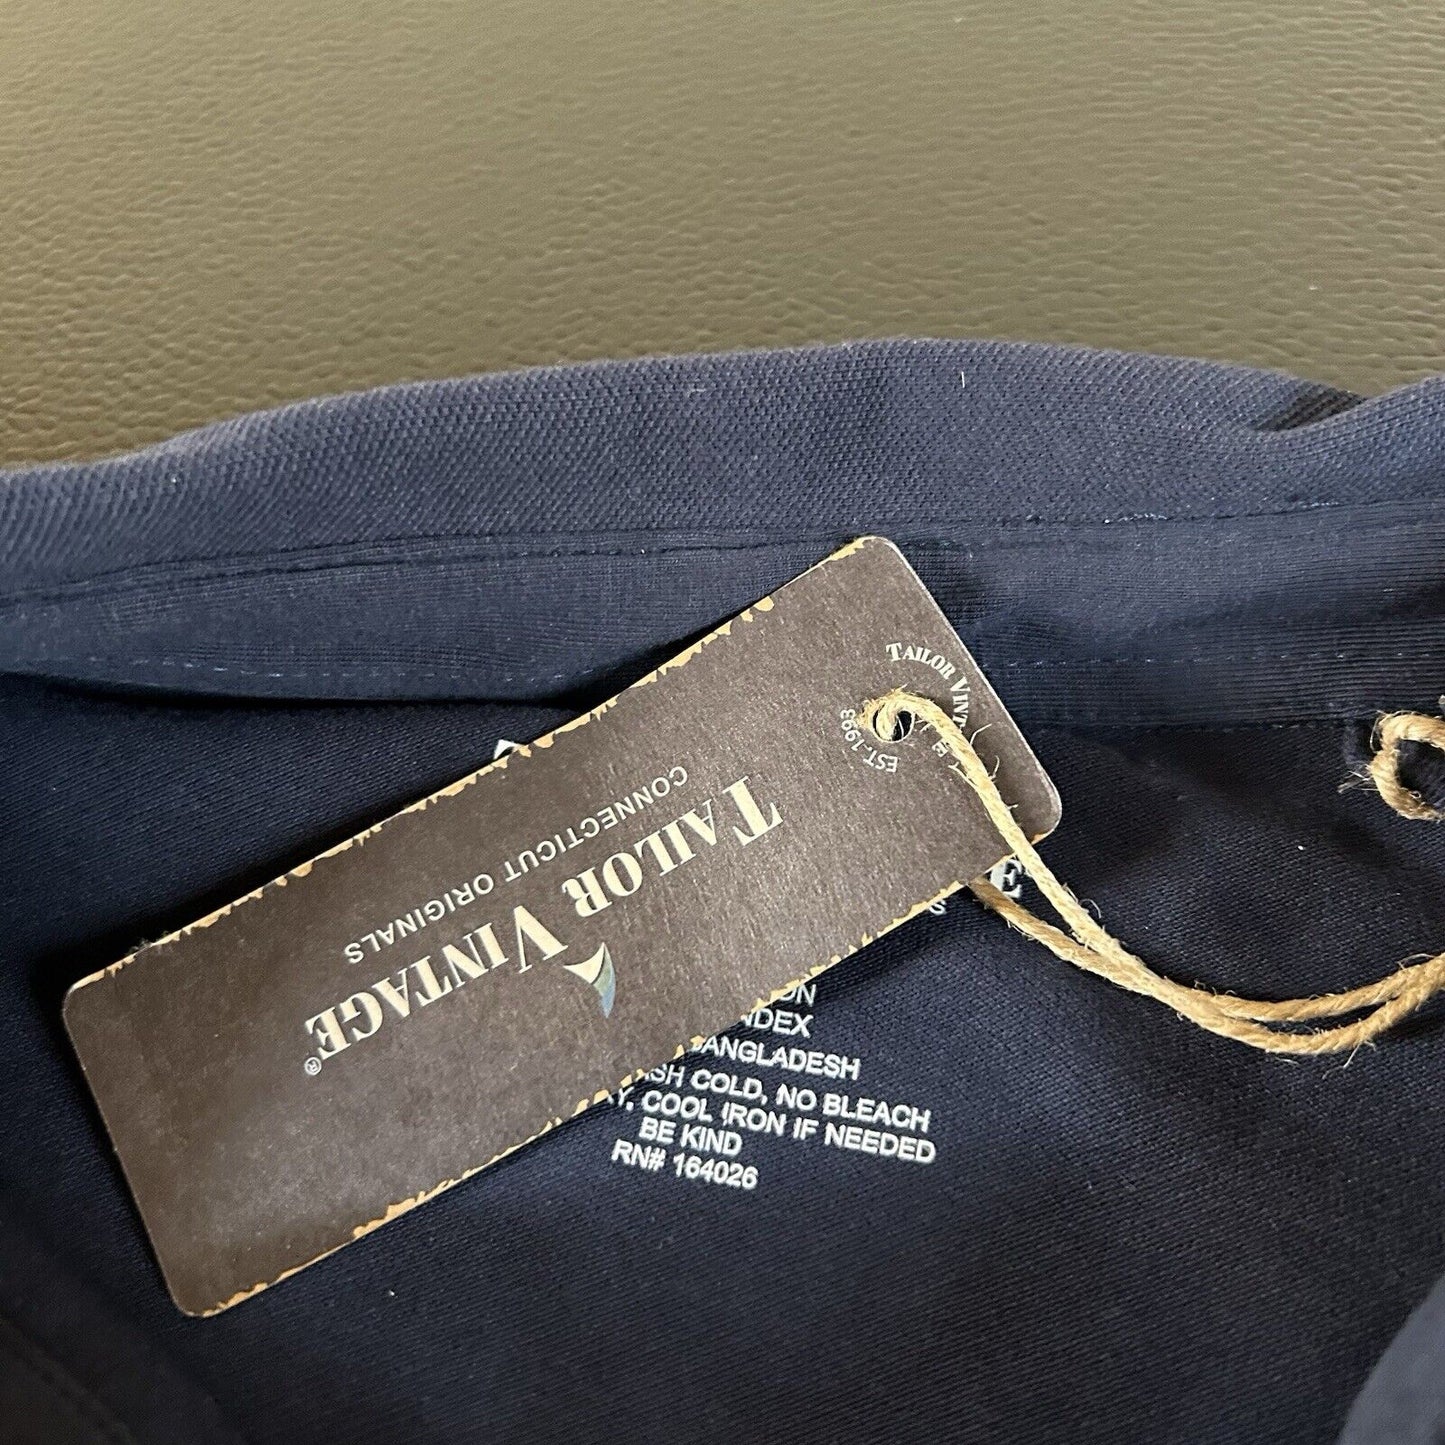 TAILOR VINTAGE
EST. 1993
TAILOR VINTAGE®
CONNECTICUT ORIGINALS
BANGLADESH
COLD, NO BLEACH
COOL IRON IF NEEDED
BE KIND
RN# 164026